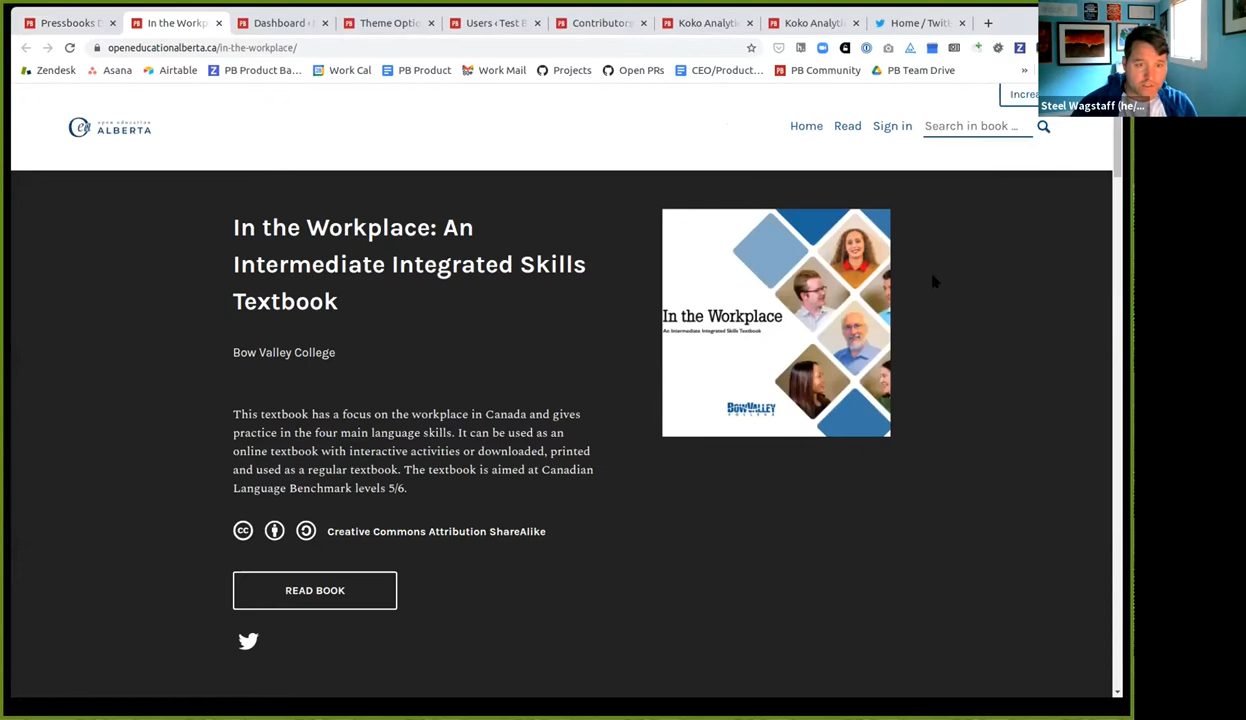 Pressbooks D
In the Workp
Dashboard ‹
Theme Optio
Users ‹ Test B
Contributors
Koko Analyti
Koko Analyti
Home / Twitt
openeducationalberta.ca/in-the-workplace/
Zendesk
Asana
Airtable
PB Product Ba...
Work Cal
PB Product
Work Mail
Projects
Open PRs
CEO/Product...
PB Community
PB Team Drive
»
Steel Wagstaff (he/...
Increa
open education
ALBERTA
Home
Read
Sign in
Search in book ...
In the Workplace: An
Intermediate Integrated Skills
Textbook
In the Workplace
An Intermediate Integrated Skills Textbook
BOW VALLEY
COLLEGE
Bow Valley College
This textbook has a focus on the workplace in Canada and gives
practice in the four main language skills. It can be used as an
online textbook with interactive activities or downloaded, printed
and used as a regular textbook. The textbook is aimed at Canadian
Language Benchmark levels 5/6.
Creative Commons Attribution ShareAlike
READ BOOK